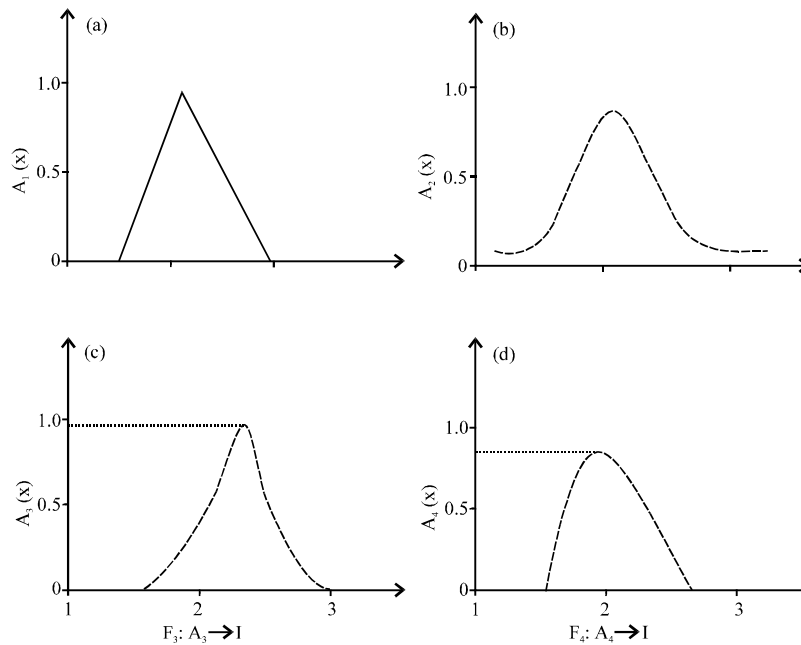 (a)
1.0
0.5
0
A₁ (x)
(b)
1.0
0.5
0
A₂ (x)
(c)
1.0
0.5
0
A₃ (x)
1 2 3
F₃: A₃→I
(d)
1.0
0.5
0
A₄ (x)
1 2 3
F₄: A₄→I